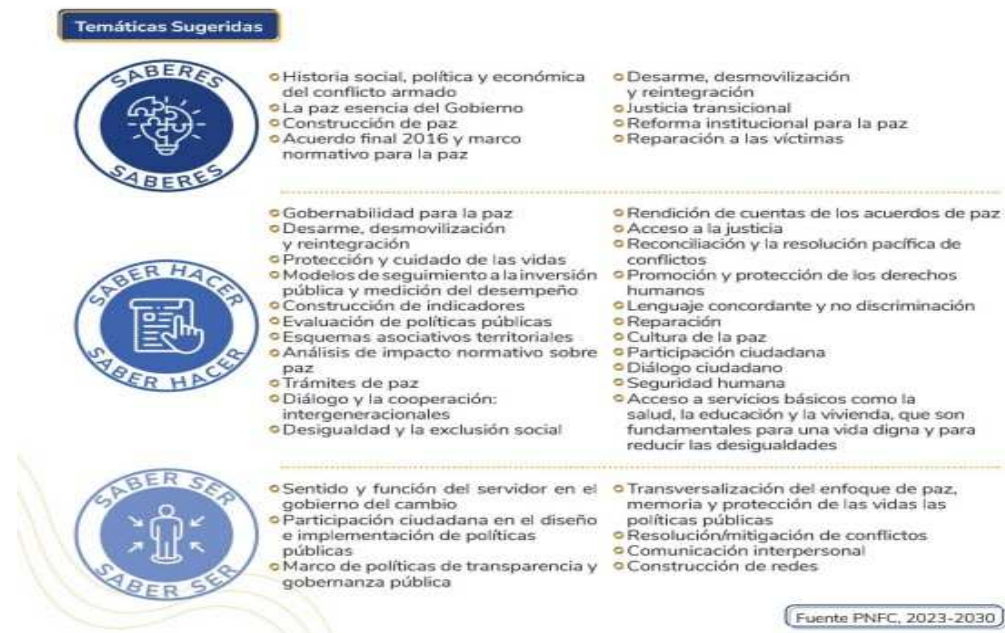 Temáticas Sugeridas
SABERES
SABERES
Historia social, política y económica
del conflicto armado
La paz esencia del Gobierno
Construcción de paz
Acuerdo final 2016 y marco
normativo para la paz
Desarme, desmovilización
y reintegración
Justicia transicional
Reforma institucional para la paz
Reparación a las víctimas
SABER HACER
SABER HACER
Gobernabilidad para la paz
Desarme, desmovilización
y reintegración
Protección y cuidado de las vidas
Modelos de seguimiento a la inversión
pública y medición del desempeño
Construcción de indicadores
Evaluación de políticas públicas
Esquemas asociativos territoriales
Análisis de impacto normativo sobre
paz
Trámites de paz
Diálogo y la cooperación:
intergeneracionales
Desigualdad y la exclusión social
Rendición de cuentas de los acuerdos de paz
Acceso a la justicia
Reconciliación y la resolución pacífica de
conflictos
Promoción y protección de los derechos
humanos
Lenguaje concordante y no discriminación
Reparación
Cultura de la paz
Participación ciudadana
Diálogo ciudadano
Seguridad humana
Acceso a servicios básicos como la
salud, la educación y la vivienda, que son
fundamentales para una vida digna y para
reducir las desigualdades
SABER SER
SABER SER
Sentido y función del servidor en el
gobierno del cambio
Participación ciudadana en el diseño
e implementación de políticas
públicas
Marco de políticas de transparencia y
gobernanza pública
Transversalización del enfoque de paz,
memoria y protección de las vidas las
políticas públicas
Resolución/mitigación de conflictos
Comunicación interpersonal
Construcción de redes
Fuente PNFC, 2023-2030